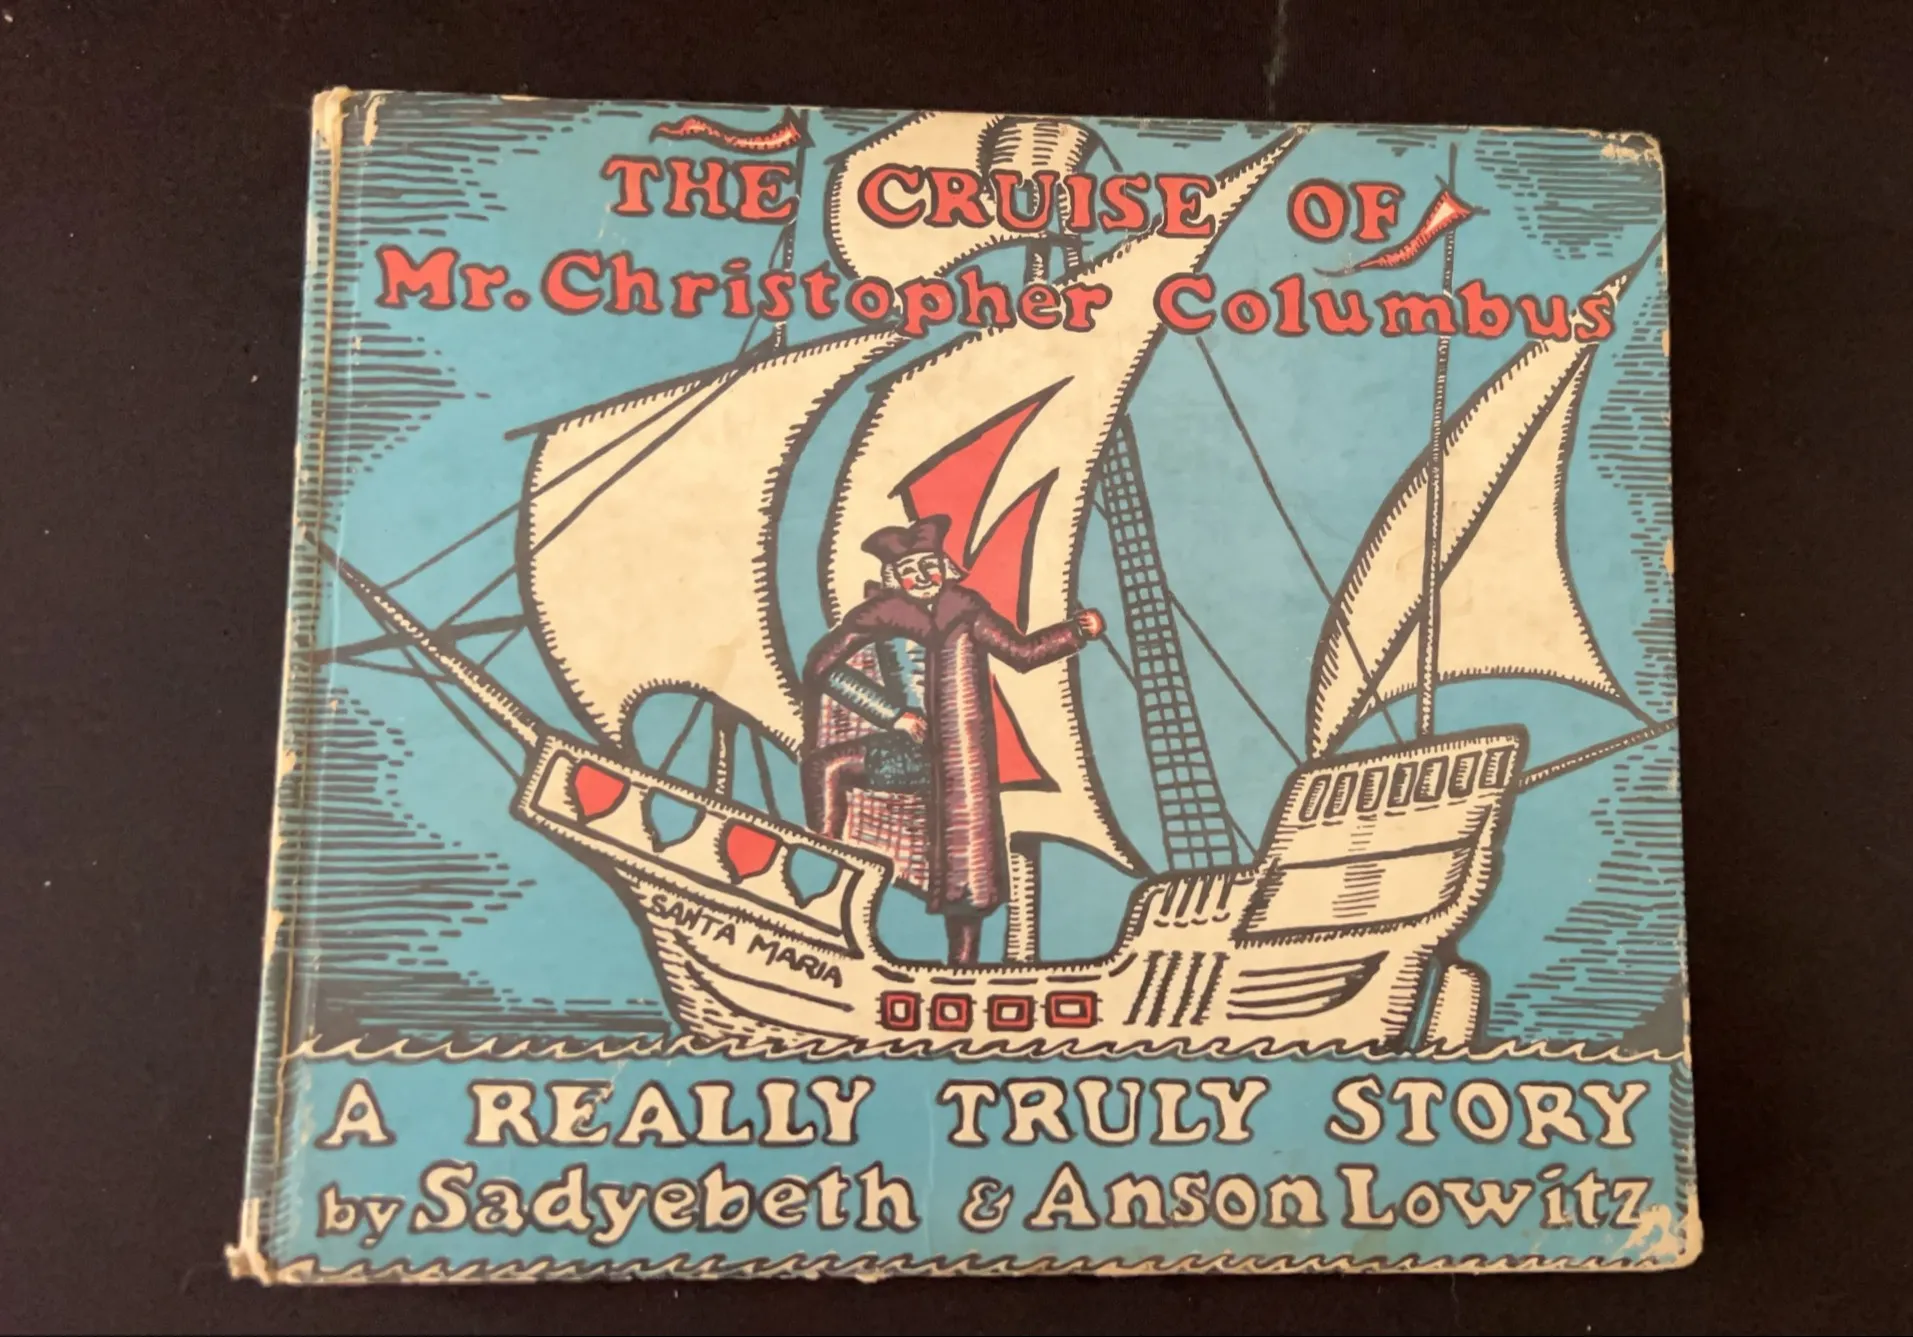 THE CRUISE OF
Mr. Christopher Columbus
SANTA MARIA
A REALLY TRULY STORY
by Sadyebeth & Anson Lowitz